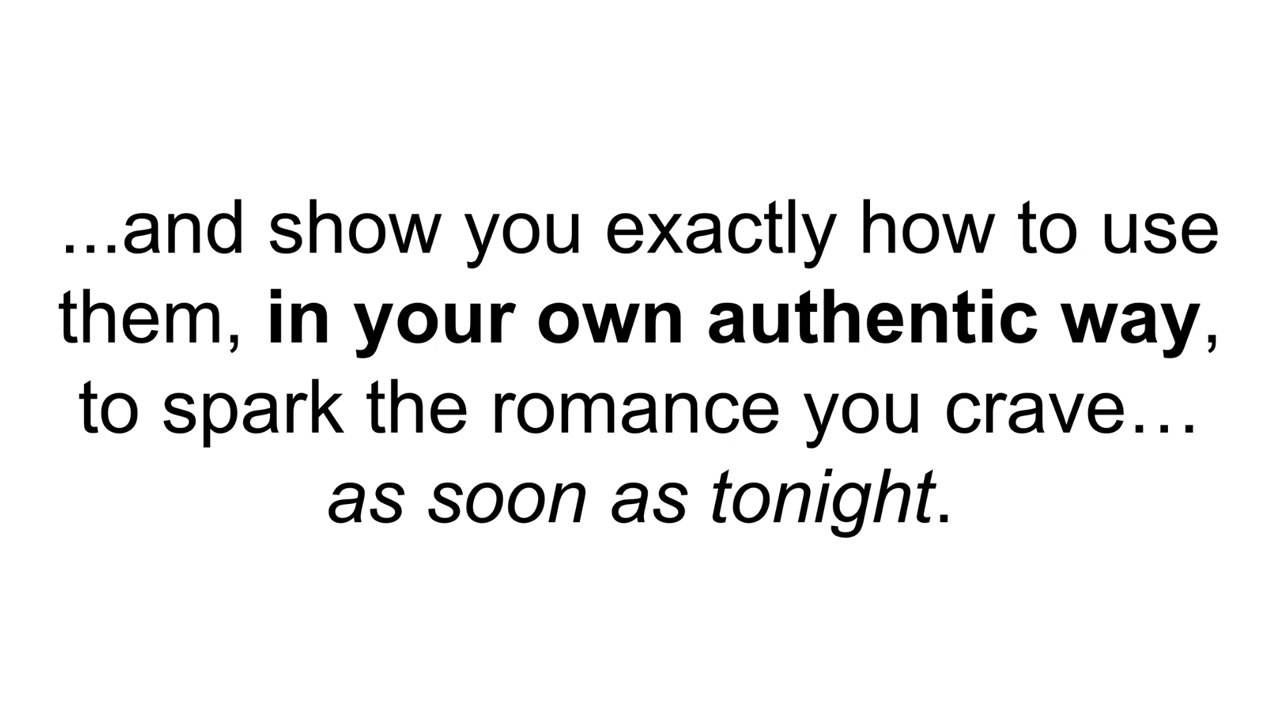 ...and show you exactly how to use
them, in your own authentic way,
to spark the romance you crave…
as soon as tonight.